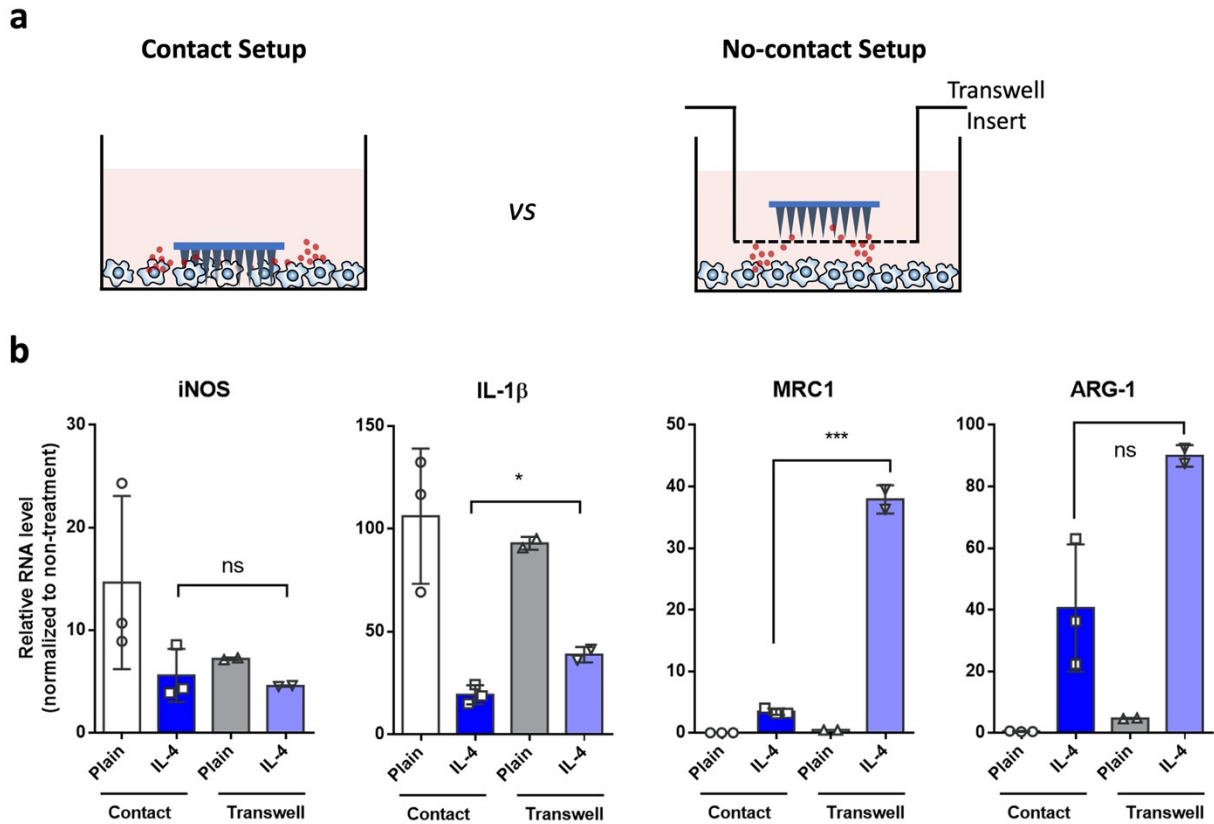 a
Contact Setup
No-contact Setup
Transwell
Insert
VS
b
iNOS
IL-1β
MRC1
ARG-1
Relative RNA level
(normalized to non-treatment)
30
20
10
0
ns
Plain
IL-4
Plain
IL-4
Contact
Transwell
150
100
50
0
*
Plain
IL-4
Plain
IL-4
Contact
Transwell
50
40
30
20
10
0
***
Plain
IL-4
Plain
IL-4
Contact
Transwell
100
80
60
40
20
0
ns
Plain
IL-4
Plain
IL-4
Contact
Transwell